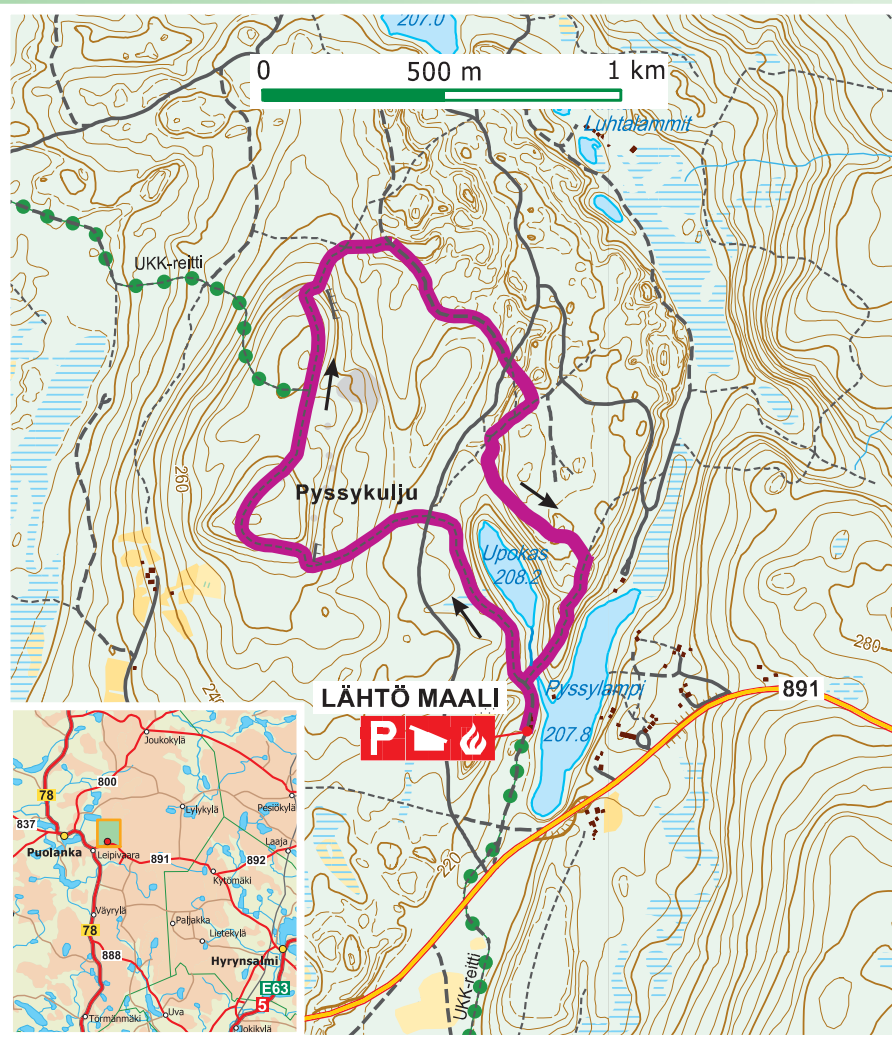 207.0
0 500 m 1 km
Luhtalammit
UKK-reitti
260
Pyssykulju
Upokas
208.2
280
LÄHTÖ MAALI
P
Pyssylampi
891
207.8
240
220
UKK-reitti
Joukokylä
800
78
Pesiökylä
Lylykylä
837
Puolanka
Leipivaara
891
892
Laaja
Kytömäki
Väyrylä
78
Paljakka
Lietekylä
888
Hyrynsalmi
E63
5
Uva
Törmänmäki
Jokikylä